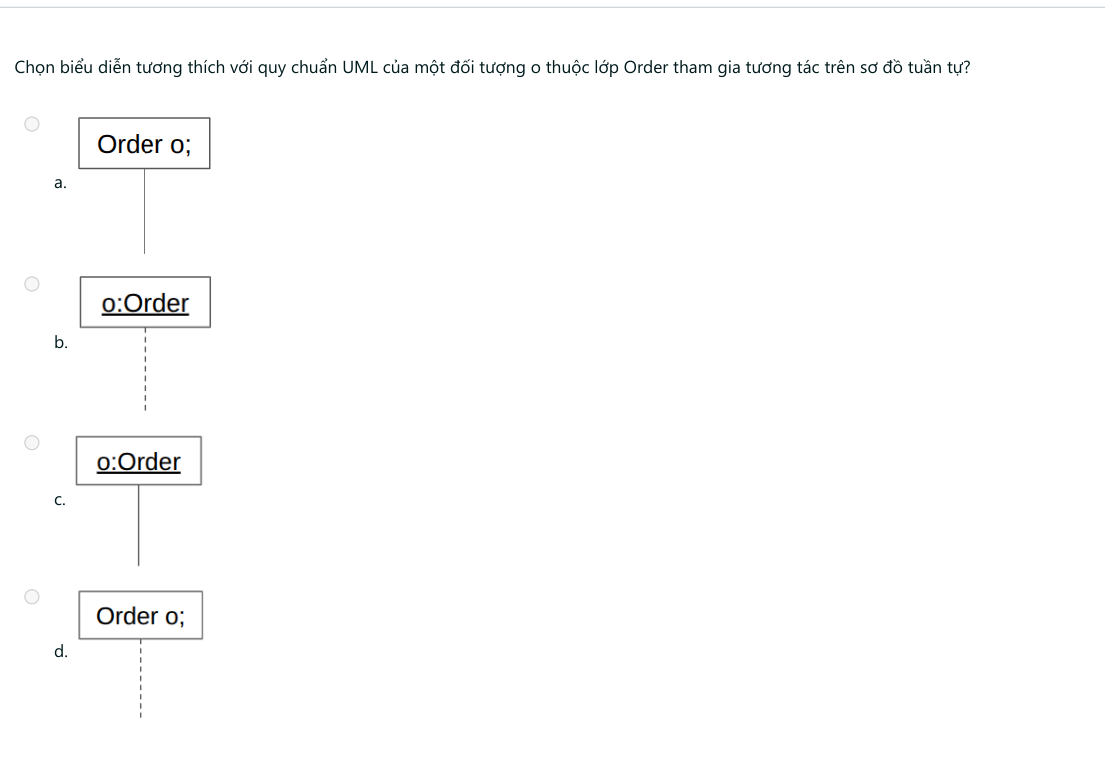 Chọn biểu diễn tương thích với quy chuẩn UML của một đối tượng o thuộc lớp Order tham gia tương tác trên sơ đồ tuần tự?
Order o;
a.
o:Order
b.
o:Order
c.
Order o;
d.